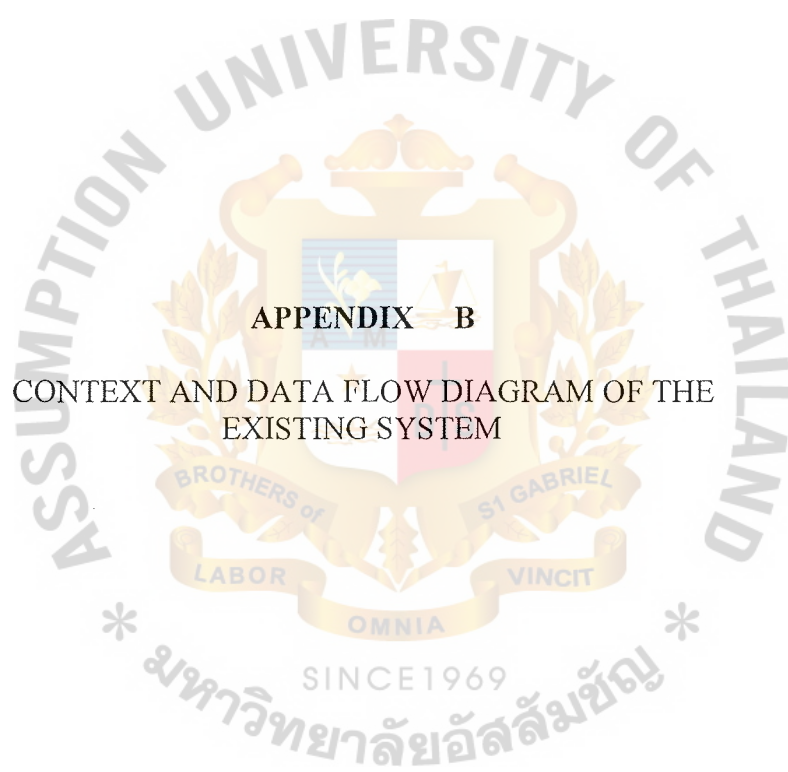 UNIVERSITY OF
ASSUMPTION
THAILAND
APPENDIX B
A M
CONTEXT AND DATA FLOW DIAGRAM OF THE
EXISTING SYSTEM
BROTHERS of
S1 GABRIEL
LABOR
VINCIT
OMNIA
SINCE1969
มหาวิทยาลัยอัสสัมชัญ